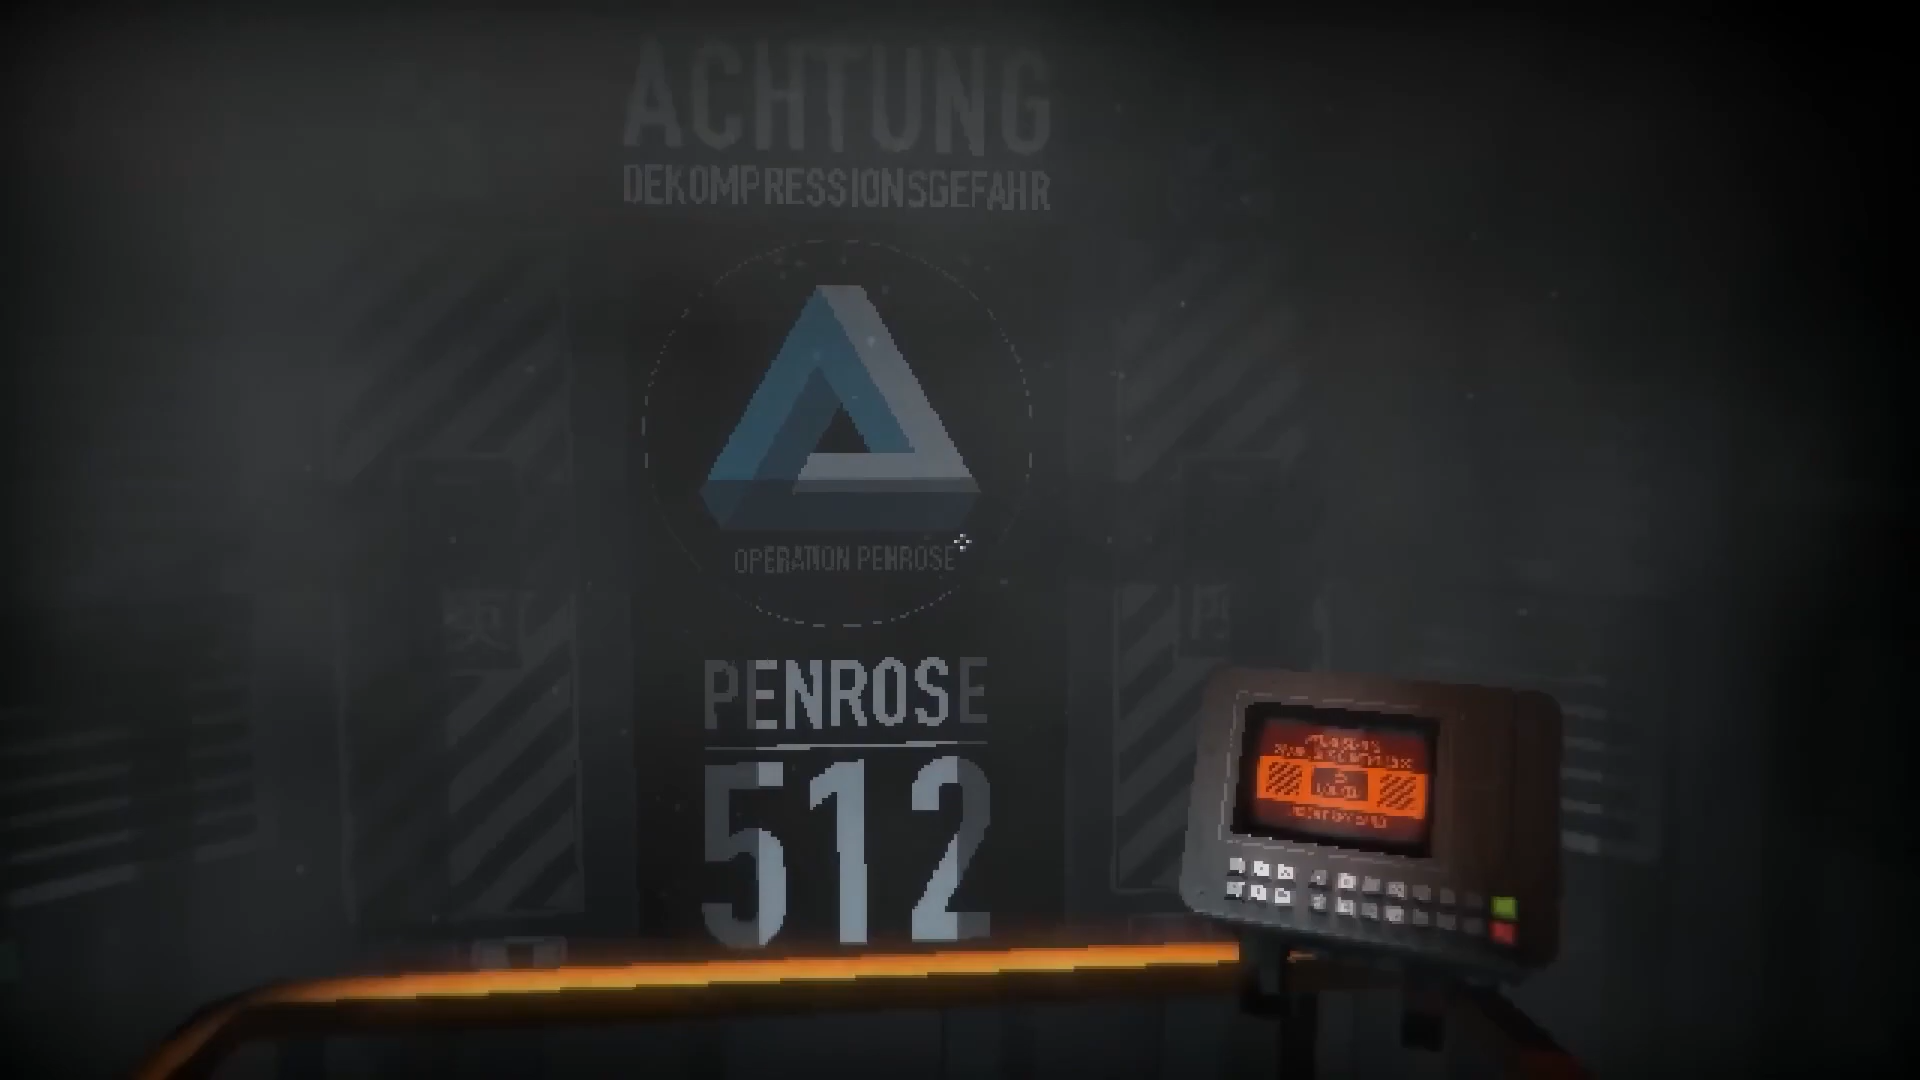 ACHTUNG
DEKOMPRESSIONSGEFAHR
OPERATION PENROSE
PENROSE
512